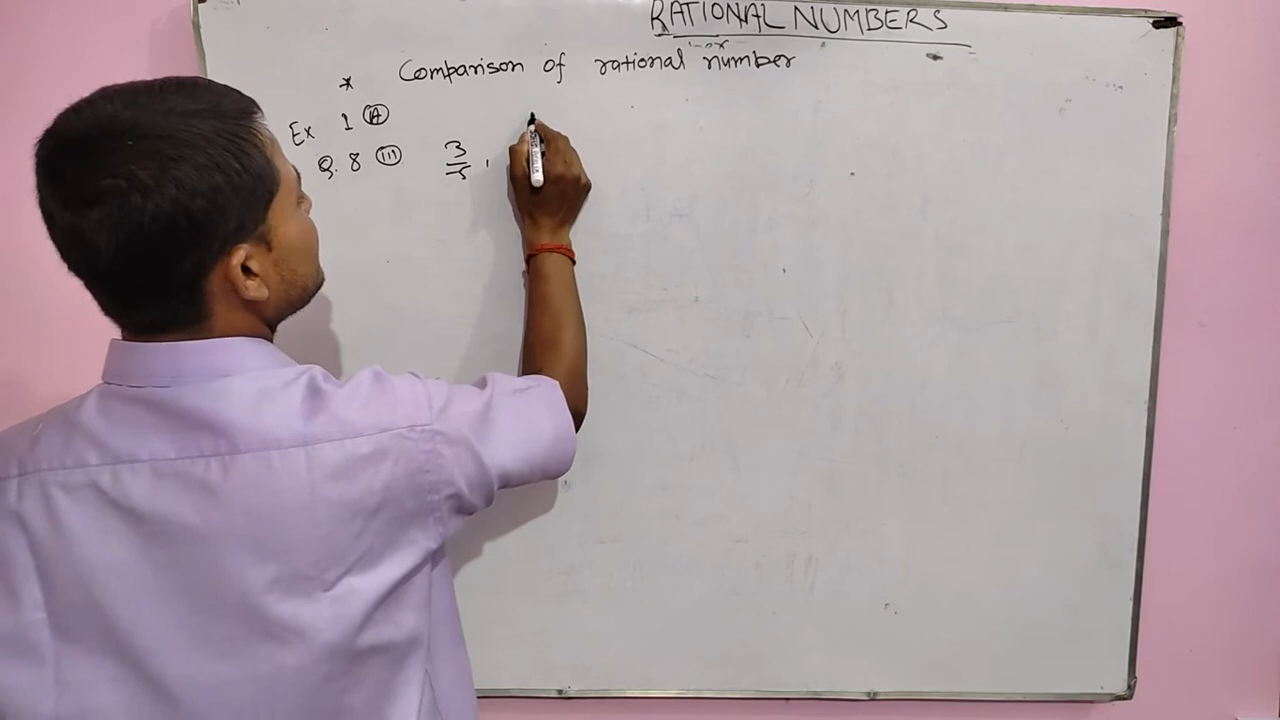 RATIONAL NUMBERS
* Comparison of rational number
Ex 1 (A)
Q. 8 (iii) 3/5 ,